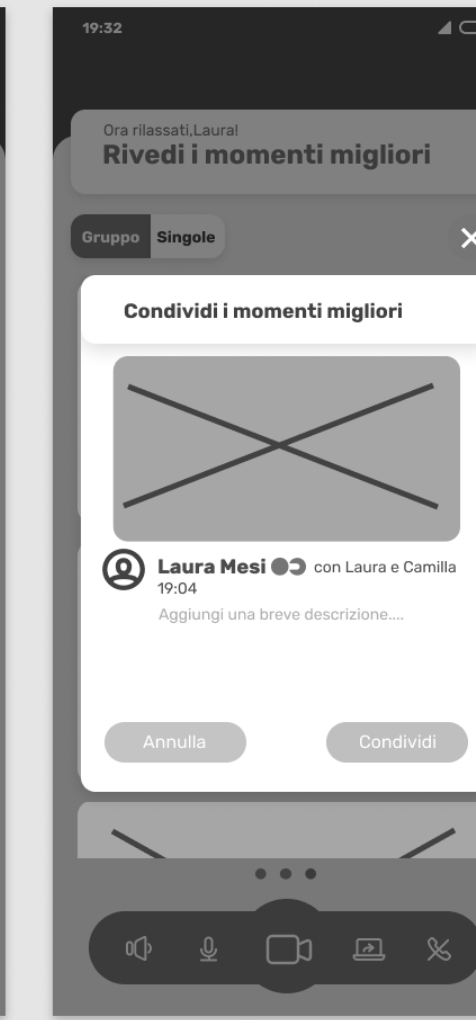 19:32
Ora rilassati,Laura!
Rivedi i momenti migliori
Gruppo Singole
Condividi i momenti migliori
Laura Mesi con Laura e Camilla
19:04
Aggiungi una breve descrizione....
Annulla Condividi